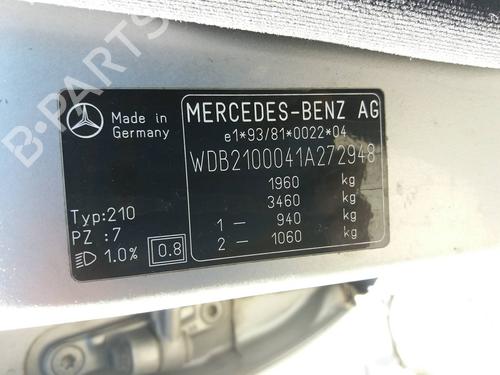 B-PARTS
Made in
Germany
MERCEDES-BENZ AG
e1*93/81*0022*04
WDB2100041A272948
1960 kg
3460 kg
1 — 940 kg
2 — 1060 kg
Typ:210
PZ :7
1.0% 0.8